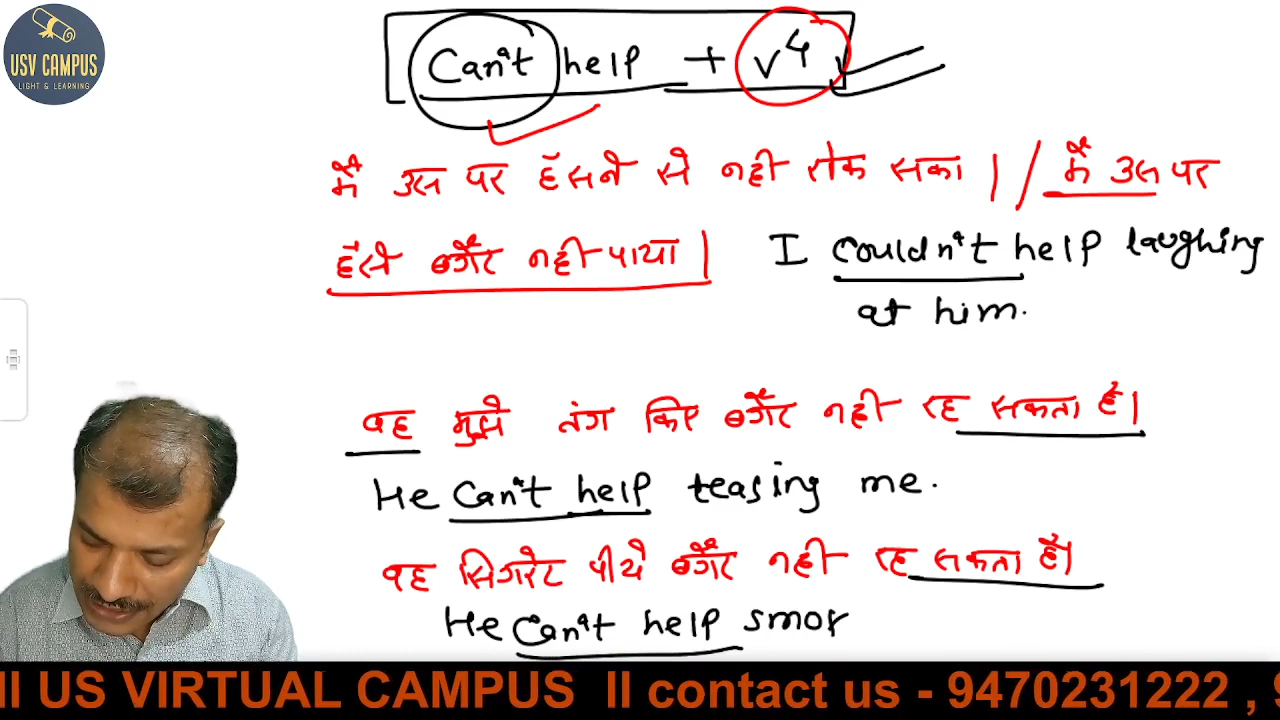 USV CAMPUS
LIGHT & LEARNING
Can't help + v4
मैं उस पर हँसने से नहीं रोक सका | / मैं उस पर
हँसे बगैर नहीं पाया | I couldn't help laughing
at him.
वह मुझे तंग किए बगैर नहीं रह सकता है|
He can't help teasing me.
वह सिगरेट पीये बगैर नहीं रह सकता है|
He can't help smok
II US VIRTUAL CAMPUS II contact us - 9470231222 ,